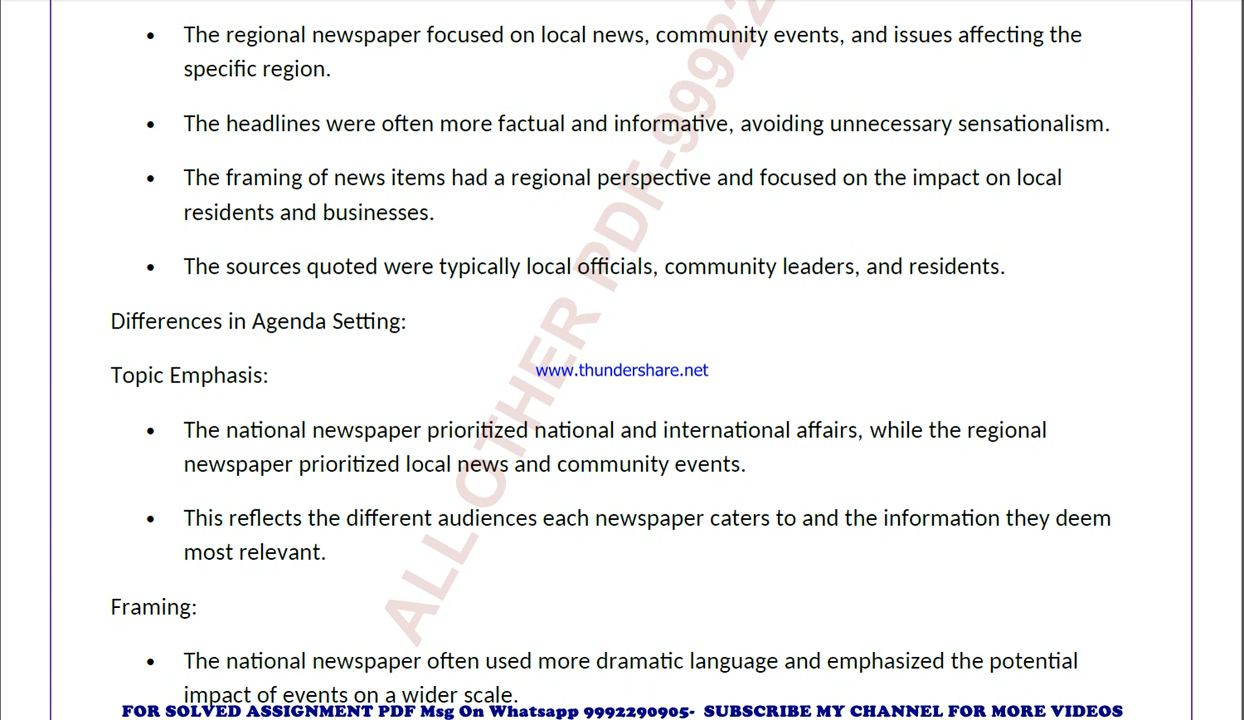 • The regional newspaper focused on local news, community events, and issues affecting the
specific region.
• The headlines were often more factual and informative, avoiding unnecessary sensationalism.
• The framing of news items had a regional perspective and focused on the impact on local
residents and businesses.
• The sources quoted were typically local officials, community leaders, and residents.
Differences in Agenda Setting:
Topic Emphasis:
www.thundershare.net
• The national newspaper prioritized national and international affairs, while the regional
newspaper prioritized local news and community events.
• This reflects the different audiences each newspaper caters to and the information they deem
most relevant.
Framing:
• The national newspaper often used more dramatic language and emphasized the potential
impact of events on a wider scale.
FOR SOLVED ASSIGNMENT PDF Msg On Whatsapp 9992290905- SUBSCRIBE MY CHANNEL FOR MORE VIDEOS
ALL OTHER PDF-9992